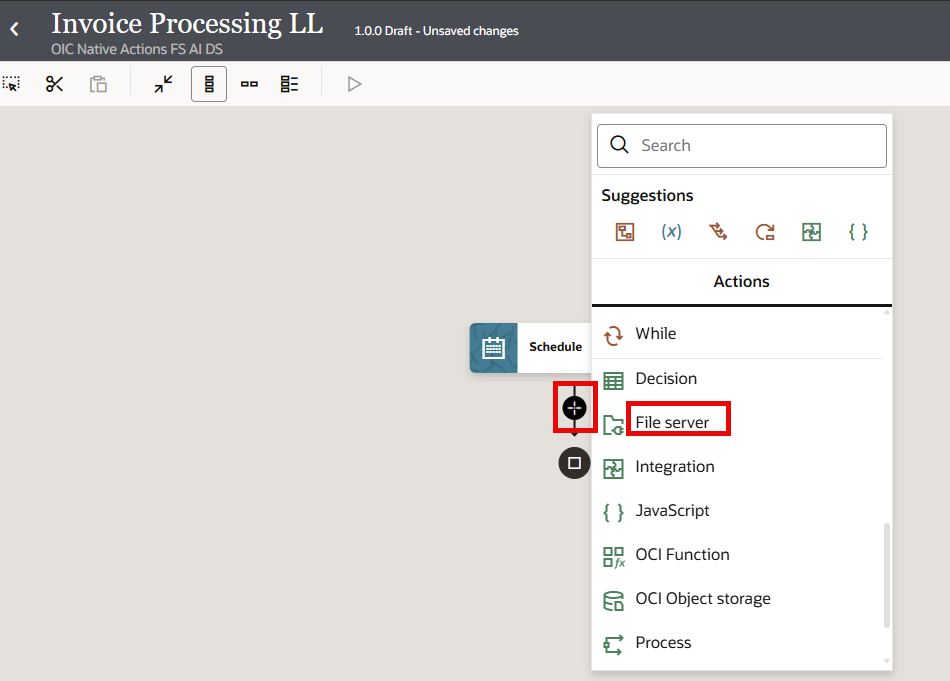 Invoice Processing LL
1.0.0 Draft - Unsaved changes
OIC Native Actions FS AI DS
Search
Suggestions
(x)
{ }
Actions
While
Schedule
Decision
File server
Integration
{ } JavaScript
fx OCI Function
OCI Object storage
Process